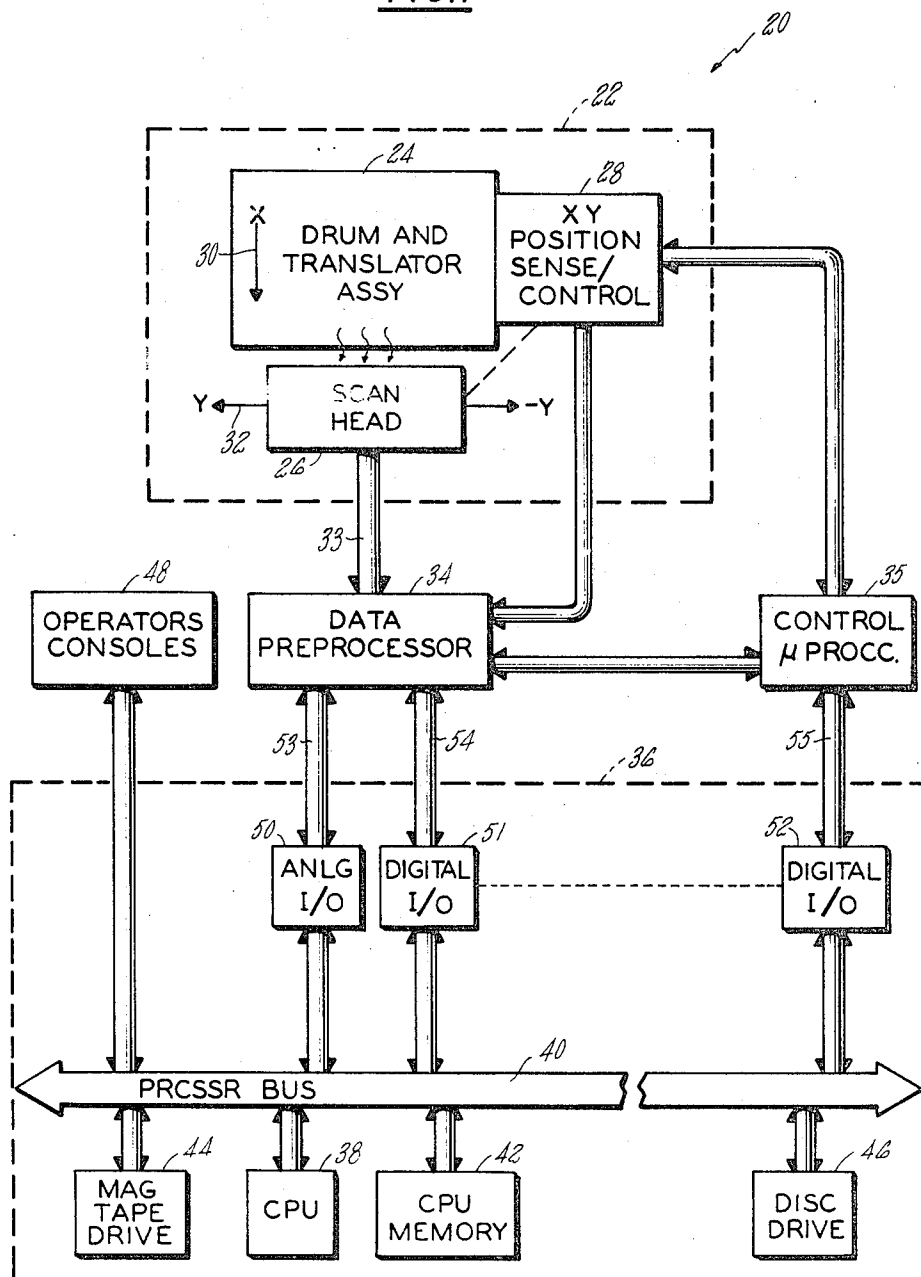 20
22
24
28
X
30
DRUM AND
TRANSLATOR
ASSY
X Y
POSITION
SENSE/
CONTROL
SCAN
HEAD
Y
-Y
32
26
33
48
34
35
OPERATORS
CONSOLES
DATA
PREPROCESSOR
CONTROL
μ PROCC.
53
54
55
36
50
51
52
ANLG
I/O
DIGITAL
I/O
DIGITAL
I/O
40
PRCSSR BUS
44
38
42
46
MAG
TAPE
DRIVE
CPU
CPU
MEMORY
DISC
DRIVE